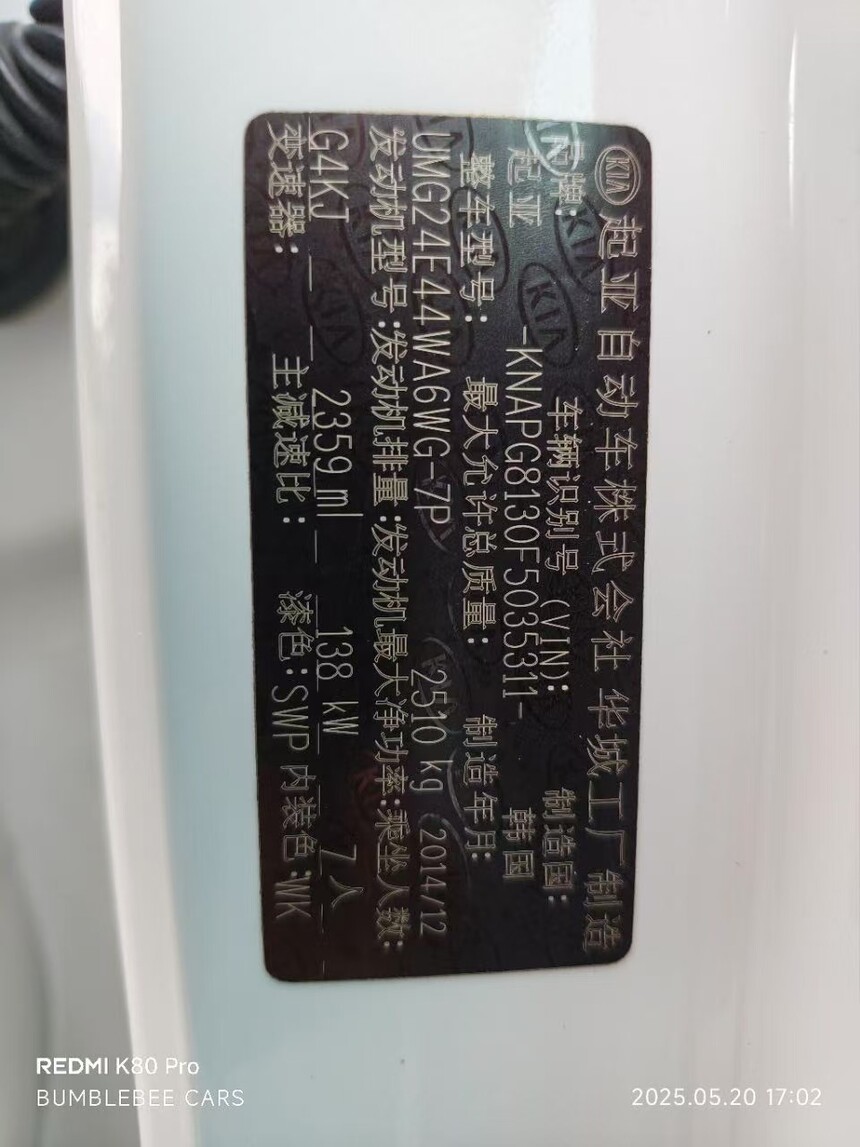 KIA 起亚自动车株式会社 华城工厂 制造
品牌: 车辆识别号 (VIN): 制造国:
起亚 -KNAPG8130F5035311- 韩国
整车型号: 最大允许总质量: 制造年月:
UMG24E44WA6WG-7P 2510 kg 2014/12
发动机型号:发动机排量:发动机最大净功率:乘坐人数:
G4KJ 2359 ml 138 kW 7人
变速器: 主减速比: 漆色:SWP 内装色:WK
REDMI K80 Pro
BUMBLEBEE CARS
2025.05.20 17:02